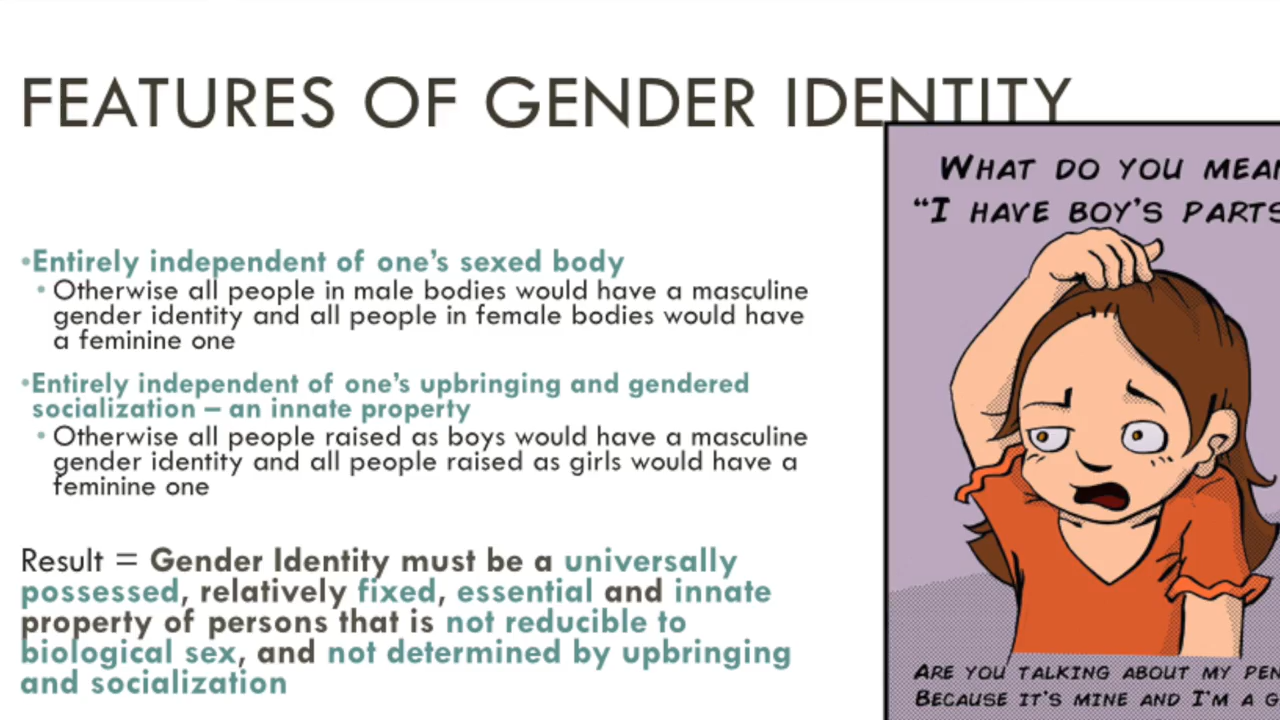 FEATURES OF GENDER IDENTITY
WHAT DO YOU MEAN
"I HAVE BOY'S PARTS
•Entirely independent of one's sexed body
• Otherwise all people in male bodies would have a masculine
gender identity and all people in female bodies would have
a feminine one
•Entirely independent of one's upbringing and gendered
socialization – an innate property
• Otherwise all people raised as boys would have a masculine
gender identity and all people raised as girls would have a
feminine one
Result = Gender Identity must be a universally
possessed, relatively fixed, essential and innate
property of persons that is not reducible to
biological sex, and not determined by upbringing
and socialization
ARE YOU TALKING ABOUT MY
BECAUSE IT'S MINE AND I'M A